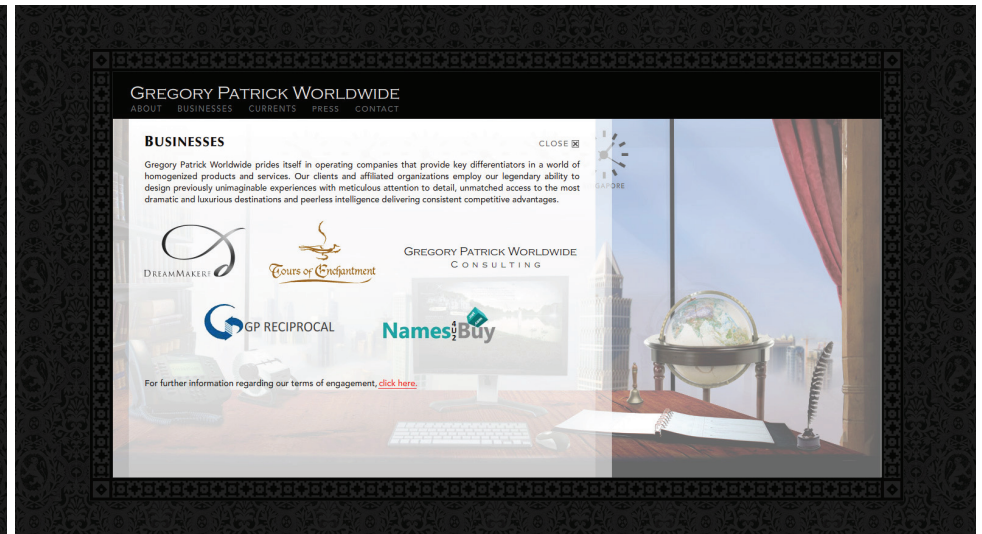 GREGORY PATRICK WORLDWIDE
ABOUT BUSINESSES CURRENTS PRESS CONTACT
BUSINESSES
CLOSE
Gregory Patrick Worldwide prides itself in operating companies that provide key differentiators in a world of
homogenized products and services. Our clients and affiliated organizations employ our legendary ability to
design previously unimaginable experiences with meticulous attention to detail, unmatched access to the most
dramatic and luxurious destinations and peerless intelligence delivering consistent competitive advantages.
DREAMMAKERS
Tours of Enchantment
GREGORY PATRICK WORLDWIDE
CONSULTING
GP RECIPROCAL
Names4U2Buy
For further information regarding our terms of engagement, click here.